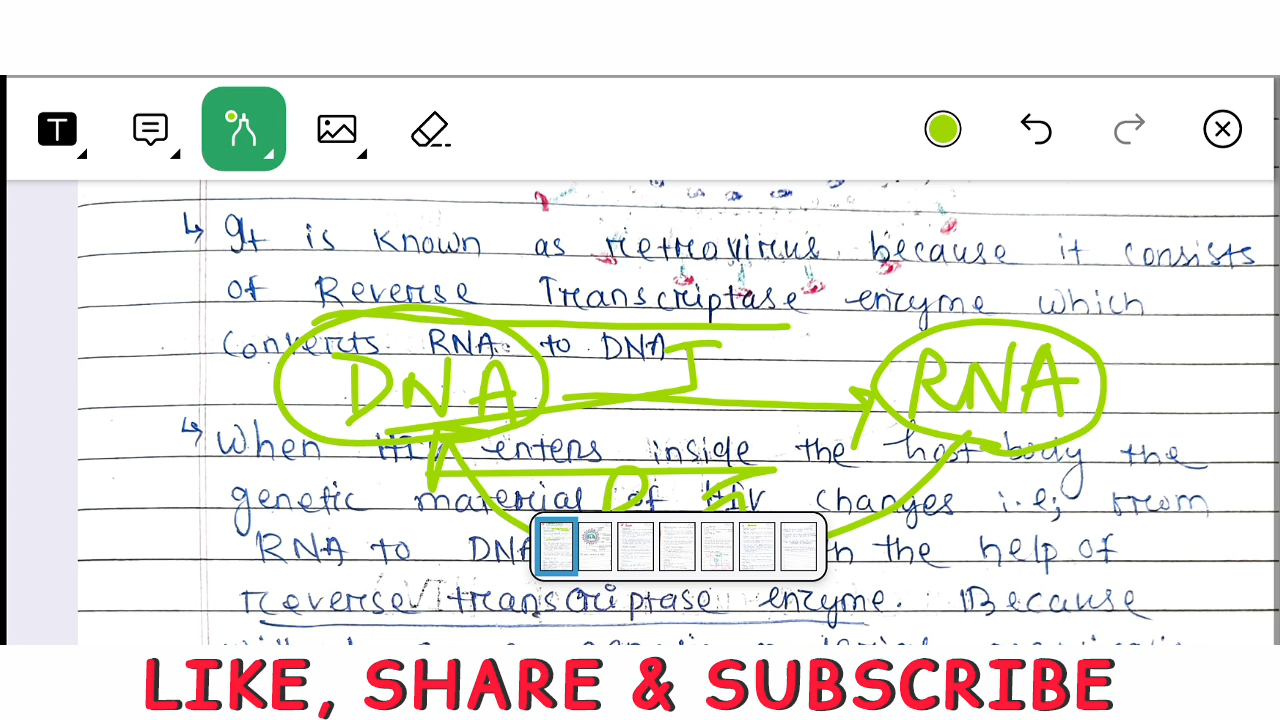 T
It is known as retrovirus because it consists
of Reverse Transcriptase enzyme which
converts RNA to DNA
DNA T RNA
When HIV enters inside the host body the
genetic material of HIV changes i.e; from
RNA to DNA the help of
reverse transcriptase enzyme. Because
LIKE, SHARE & SUBSCRIBE